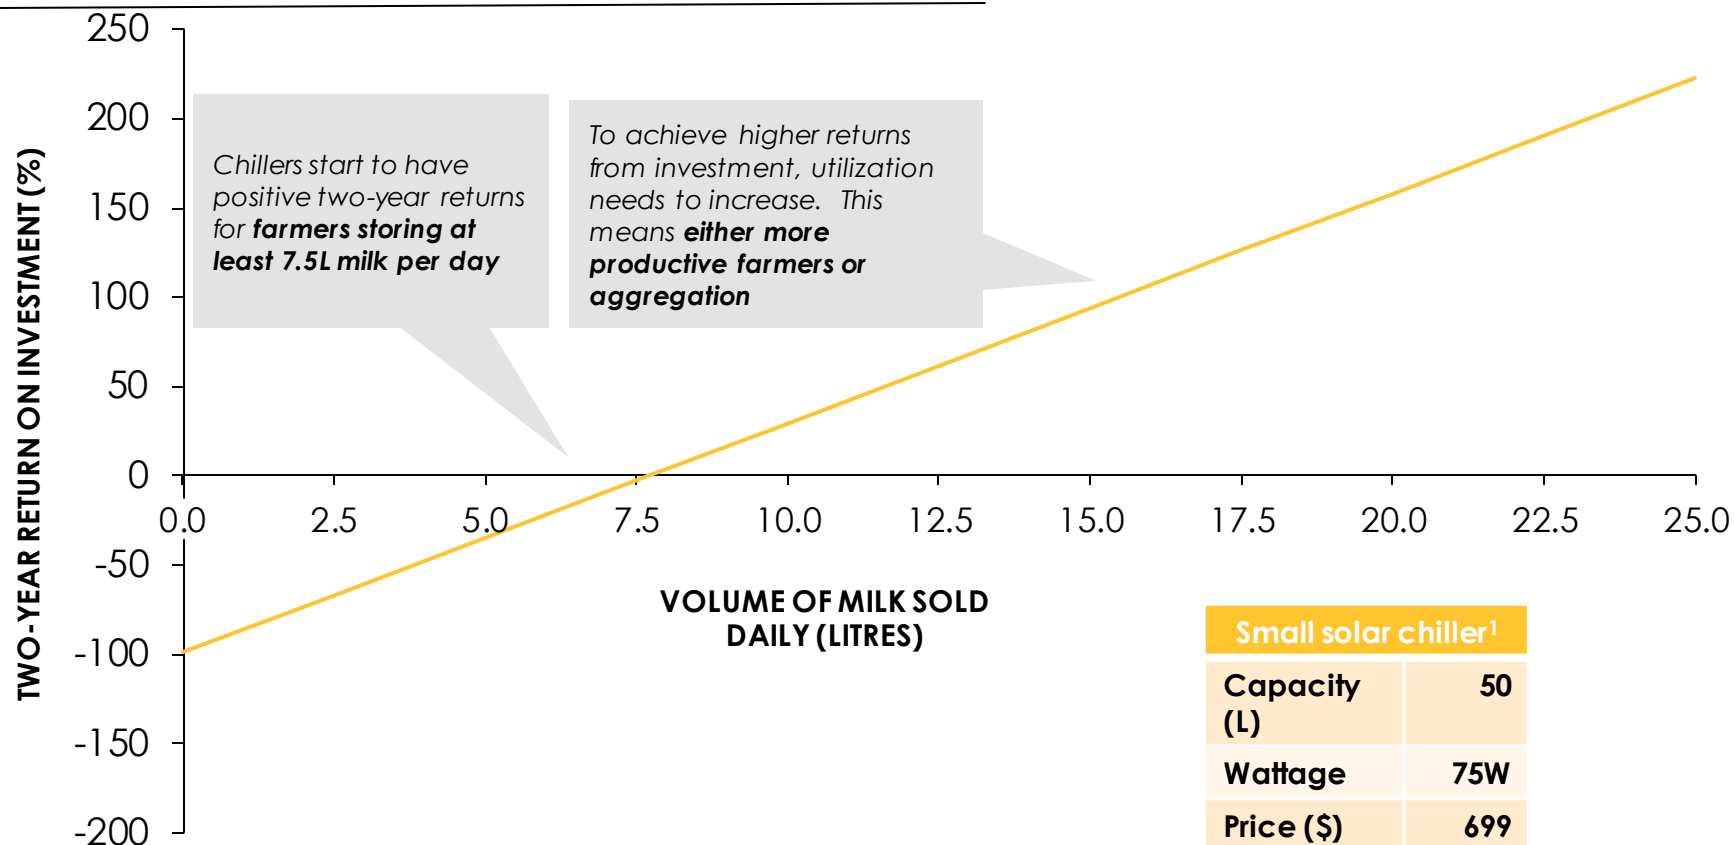 250
200
150
100
50
0
-50
-100
-150
-200
TWO-YEAR RETURN ON INVESTMENT (%)
Chillers start to have
positive two-year returns
for farmers storing at
least 7.5L milk per day
To achieve higher returns
from investment, utilization
needs to increase. This
means either more
productive farmers or
aggregation
0.0 2.5 5.0 7.5 10.0 12.5 15.0 17.5 20.0 22.5 25.0
VOLUME OF MILK SOLD
DAILY (LITRES)
Small solar chiller¹
Capacity 50
(L)
Wattage 75W
Price ($) 699